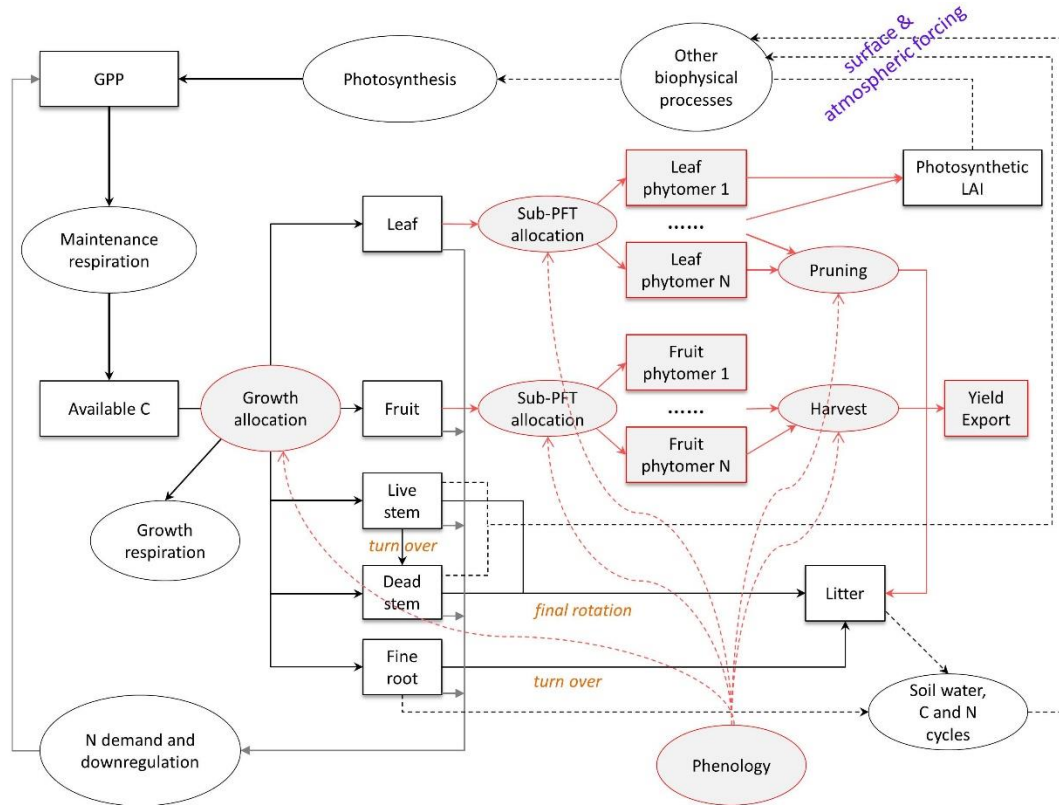 GPP
Photosynthesis
Other
biophysical
processes
surface &
atmospheric forcing
Leaf
phytomer 1
Photosynthetic
LAI
Maintenance
respiration
Leaf
Sub-PFT
allocation
......
Leaf
phytomer N
Pruning
Available C
Growth
allocation
Fruit
Sub-PFT
allocation
Fruit
phytomer 1
......
Fruit
phytomer N
Harvest
Yield
Export
Growth
respiration
Live
stem
turn over
Dead
stem
final rotation
Litter
Fine
root
turn over
Soil water,
C and N
cycles
N demand and
downregulation
Phenology